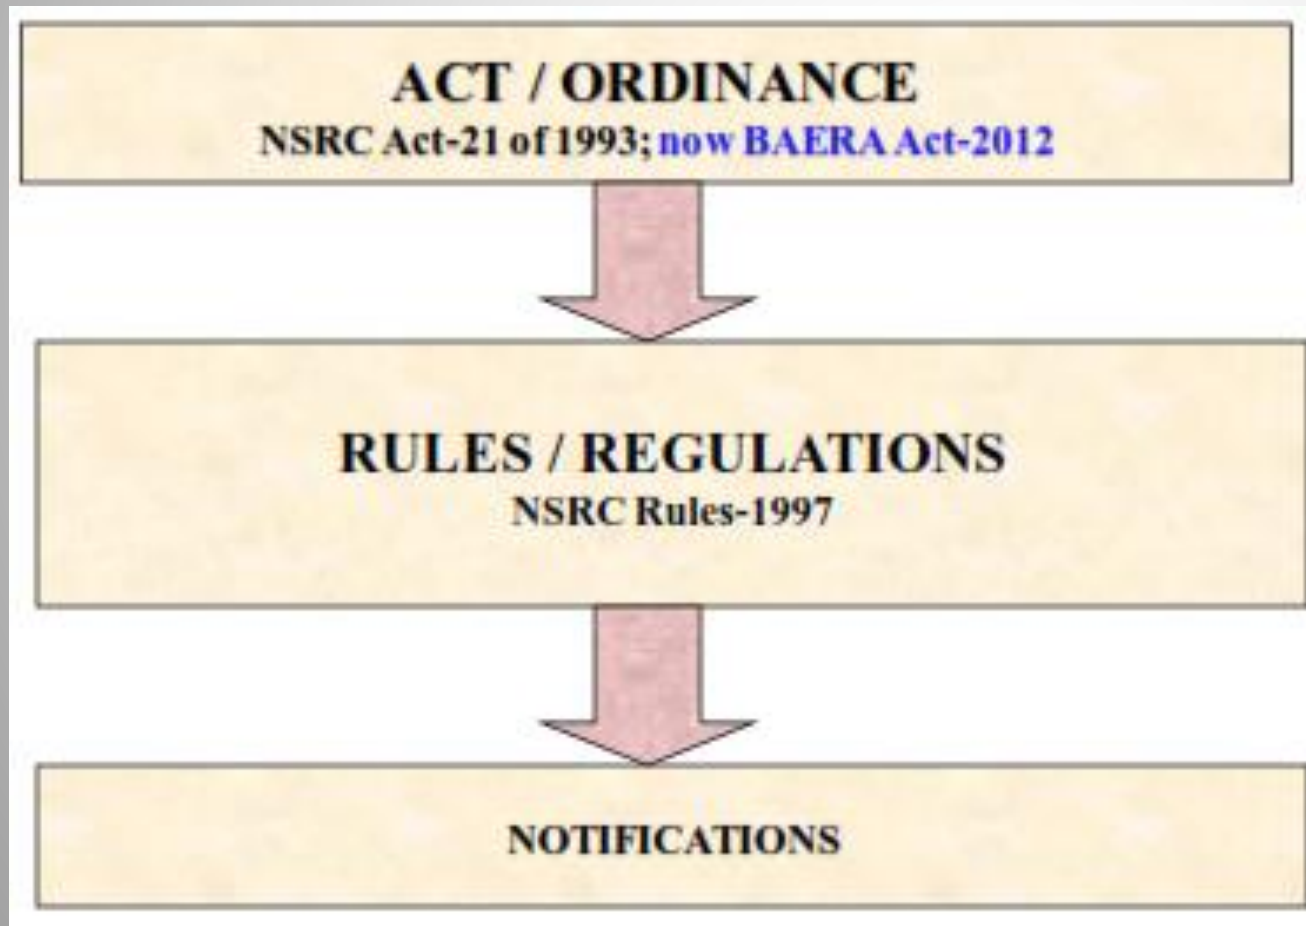 ACT / ORDINANCE
NSRC Act-21 of 1993; now BAERA Act-2012
RULES / REGULATIONS
NSRC Rules-1997
NOTIFICATIONS